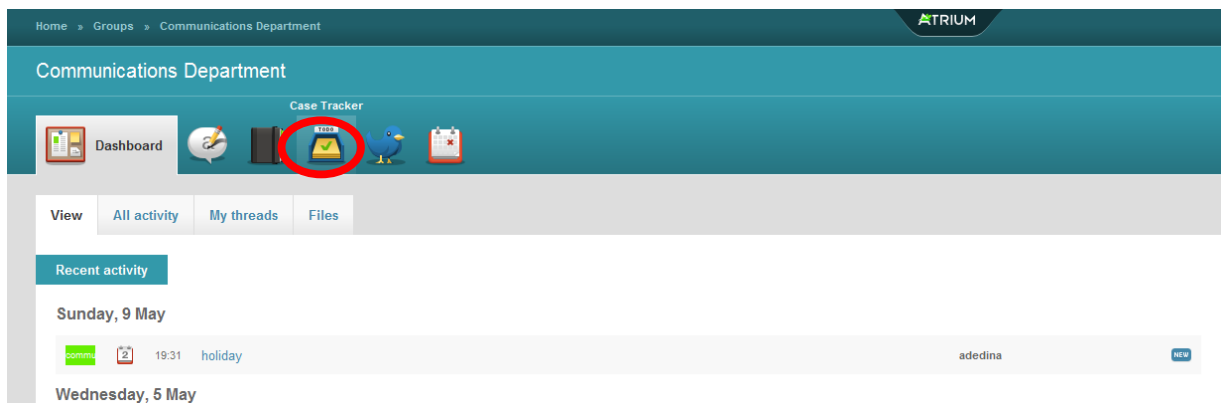 Home » Groups » Communications Department
ATRIUM
Communications Department
Case Tracker
TODO
Dashboard
View All activity My threads Files
Recent activity
Sunday, 9 May
commu 2 19:31 holiday adedina NEW
Wednesday, 5 May